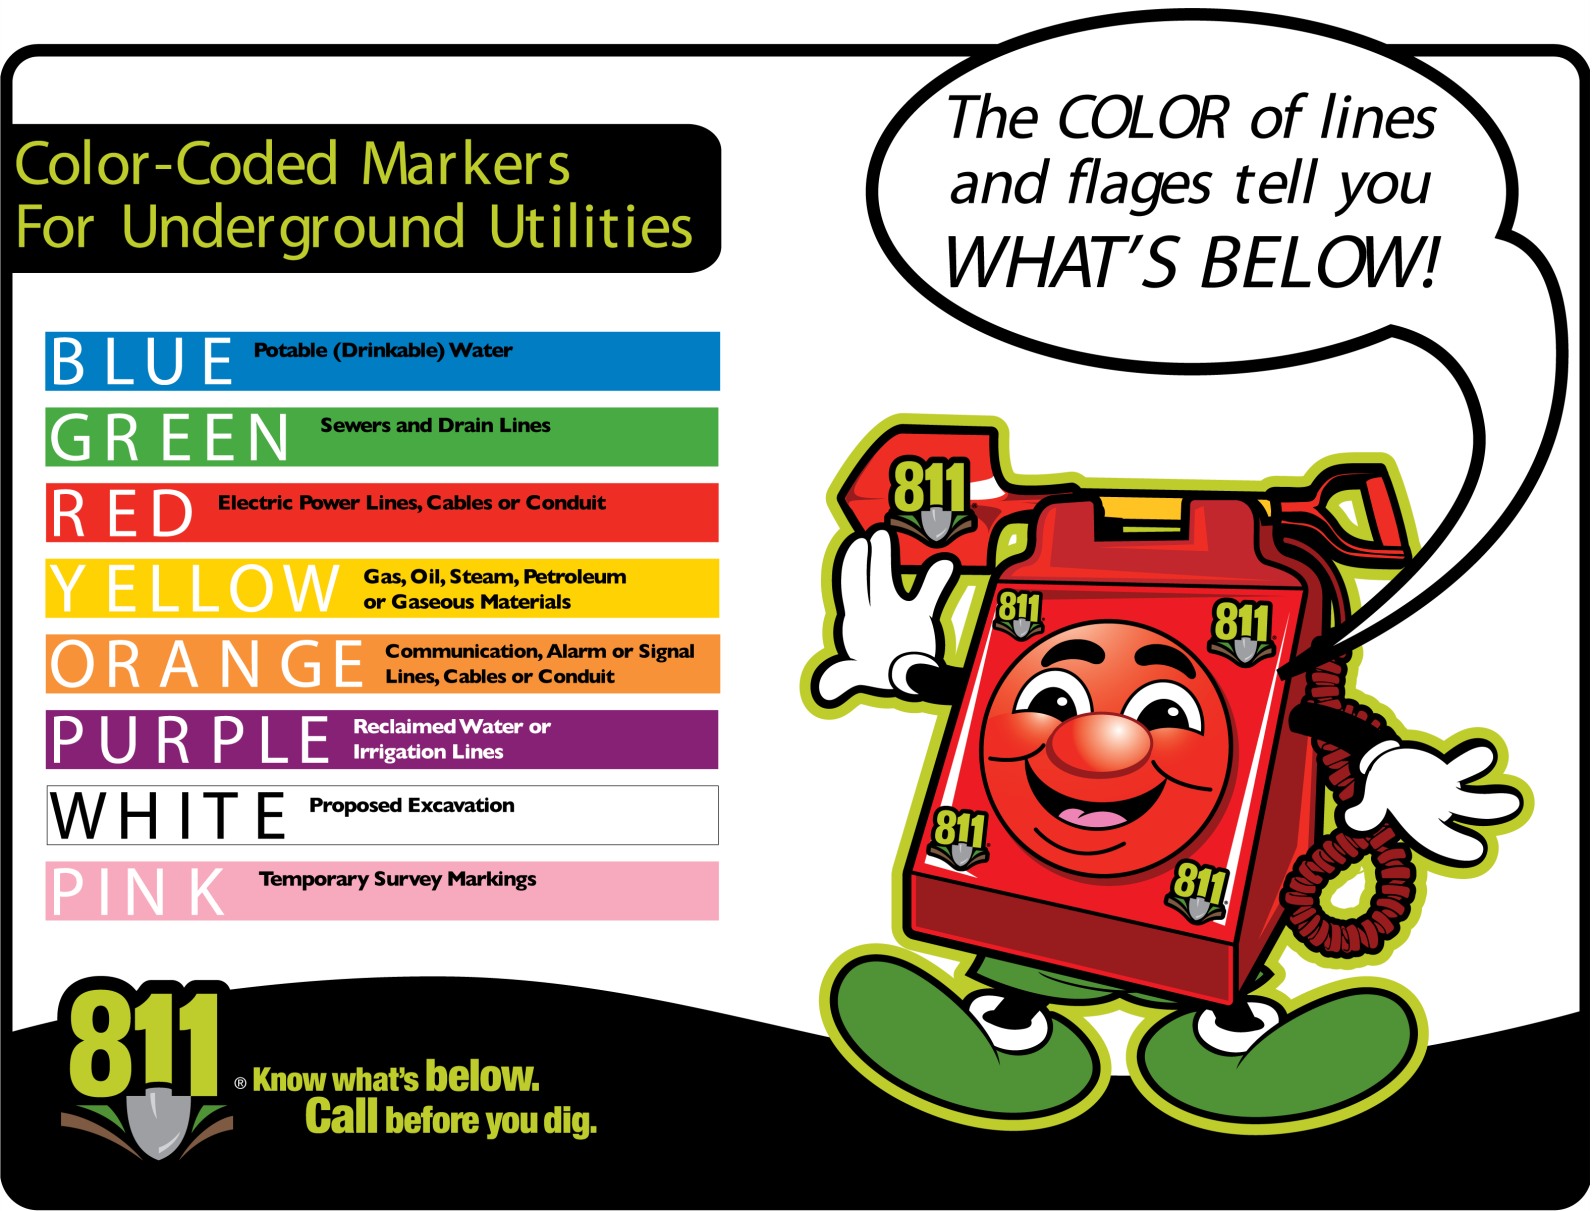 The COLOR of lines
and flages tell you
WHAT'S BELOW!
Color-Coded Markers
For Underground Utilities
BLUE Potable (Drinkable) Water
GREEN Sewers and Drain Lines
RED Electric Power Lines, Cables or Conduit
YELLOW Gas, Oil, Steam, Petroleum
or Gaseous Materials
ORANGE Communication, Alarm or Signal
Lines, Cables or Conduit
PURPLE Reclaimed Water or
Irrigation Lines
WHITE Proposed Excavation
PINK Temporary Survey Markings
811
811
811
811
811
811
® Know what's below.
Call before you dig.